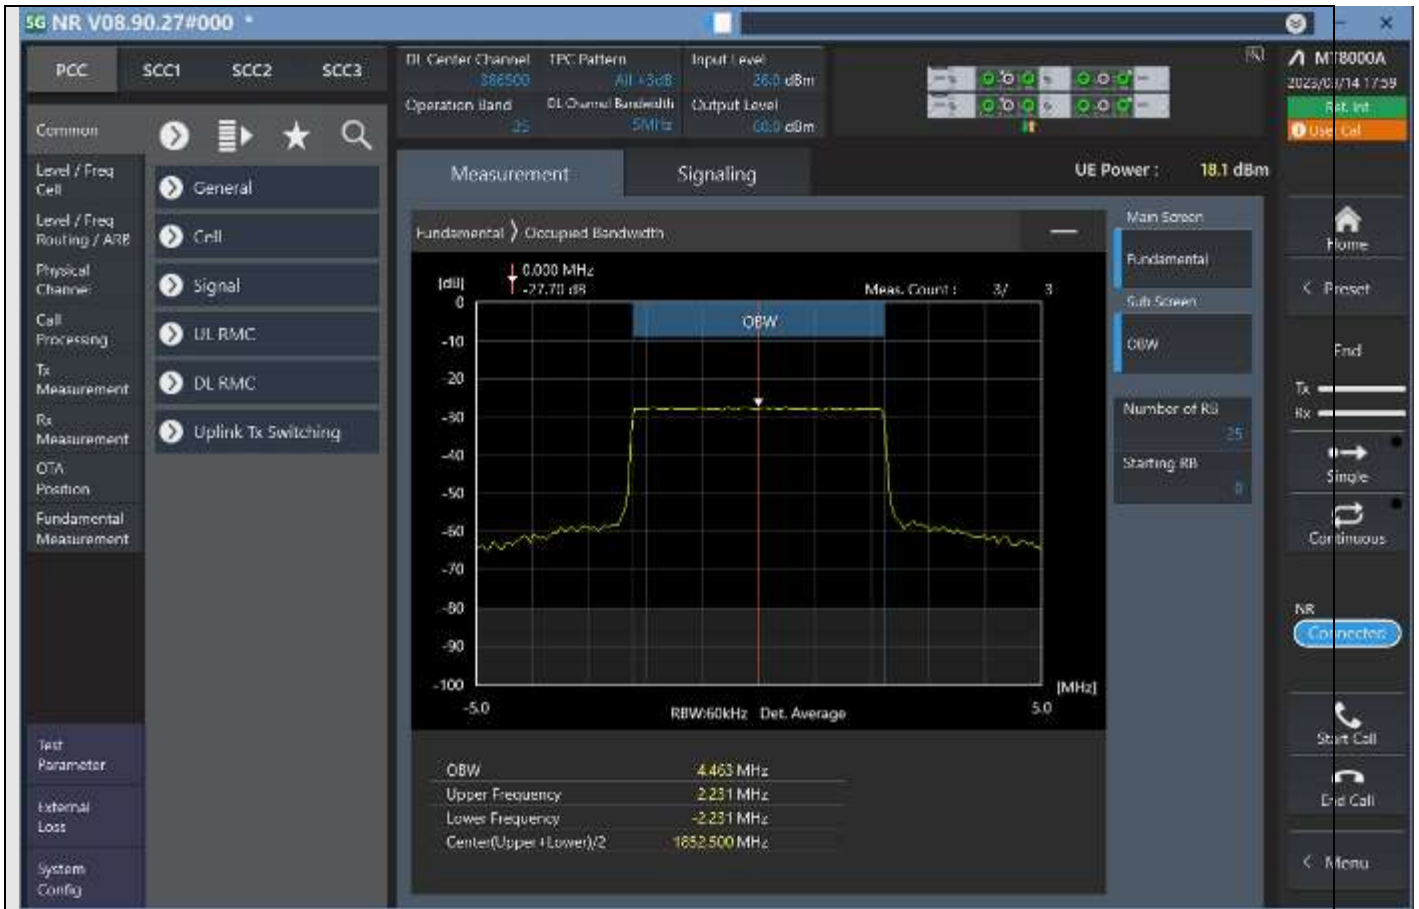 5G NR V08.90.27#000 *
PCC SCC1 SCC2 SCC3
DL Center Channel TPC Pattern Input Level
386500 All +3dB 26.0 dBm
Operation Band DL Channel Bandwidth Output Level
25 5MHz 60.0 dBm
MT8000A
2023/03/14 17:59
Ref. Int
User Cal
Common
Level / Freq
Cell
Level / Freq
Routing / ARB
Physical
Channel
Call
Processing
Tx
Measurement
Rx
Measurement
OTA
Position
Fundamental
Measurement
Test
Parameter
External
Loss
System
Config
General
Cell
Signal
UL RMC
DL RMC
Uplink Tx Switching
Measurement Signaling
UE Power : 18.1 dBm
Fundamental > Occupied Bandwidth
0.000 MHz
[dB] -27.70 dB Meas. Count : 3/ 3
OBW
0
-10
-20
-30
-40
-50
-60
-70
-80
-90
-100
[MHz]
-5.0 RBW:60kHz Det. Average 5.0
OBW 4.463 MHz
Upper Frequency 2.231 MHz
Lower Frequency -2.231 MHz
Center(Upper+Lower)/2 1852.500 MHz
Main Screen
Fundamental
Sub Screen
OBW
Number of RB
25
Starting RB
0
Home
< Preset
End
Tx
Rx
Single
Continuous
NR
Connected
Start Call
End Call
< Menu